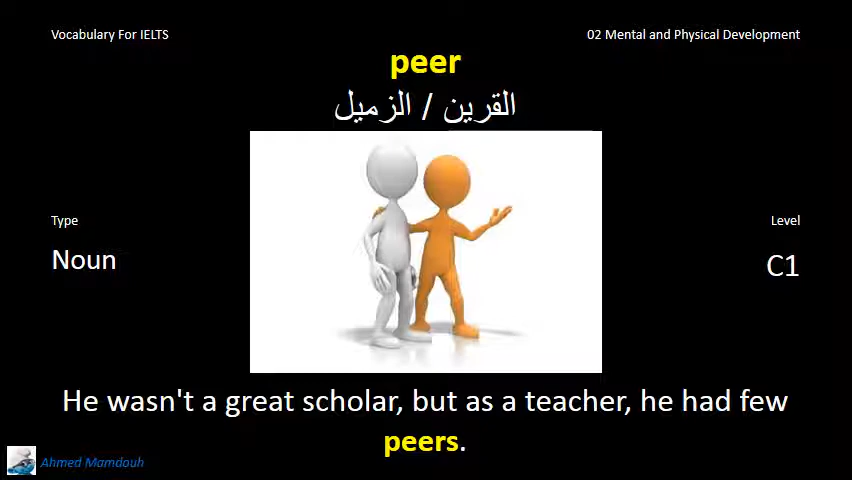 Vocabulary For IELTS
02 Mental and Physical Development
peer
القرين / الزميل
Type
Noun
Level
C1
He wasn't a great scholar, but as a teacher, he had few
peers.
Ahmed Mamdouh